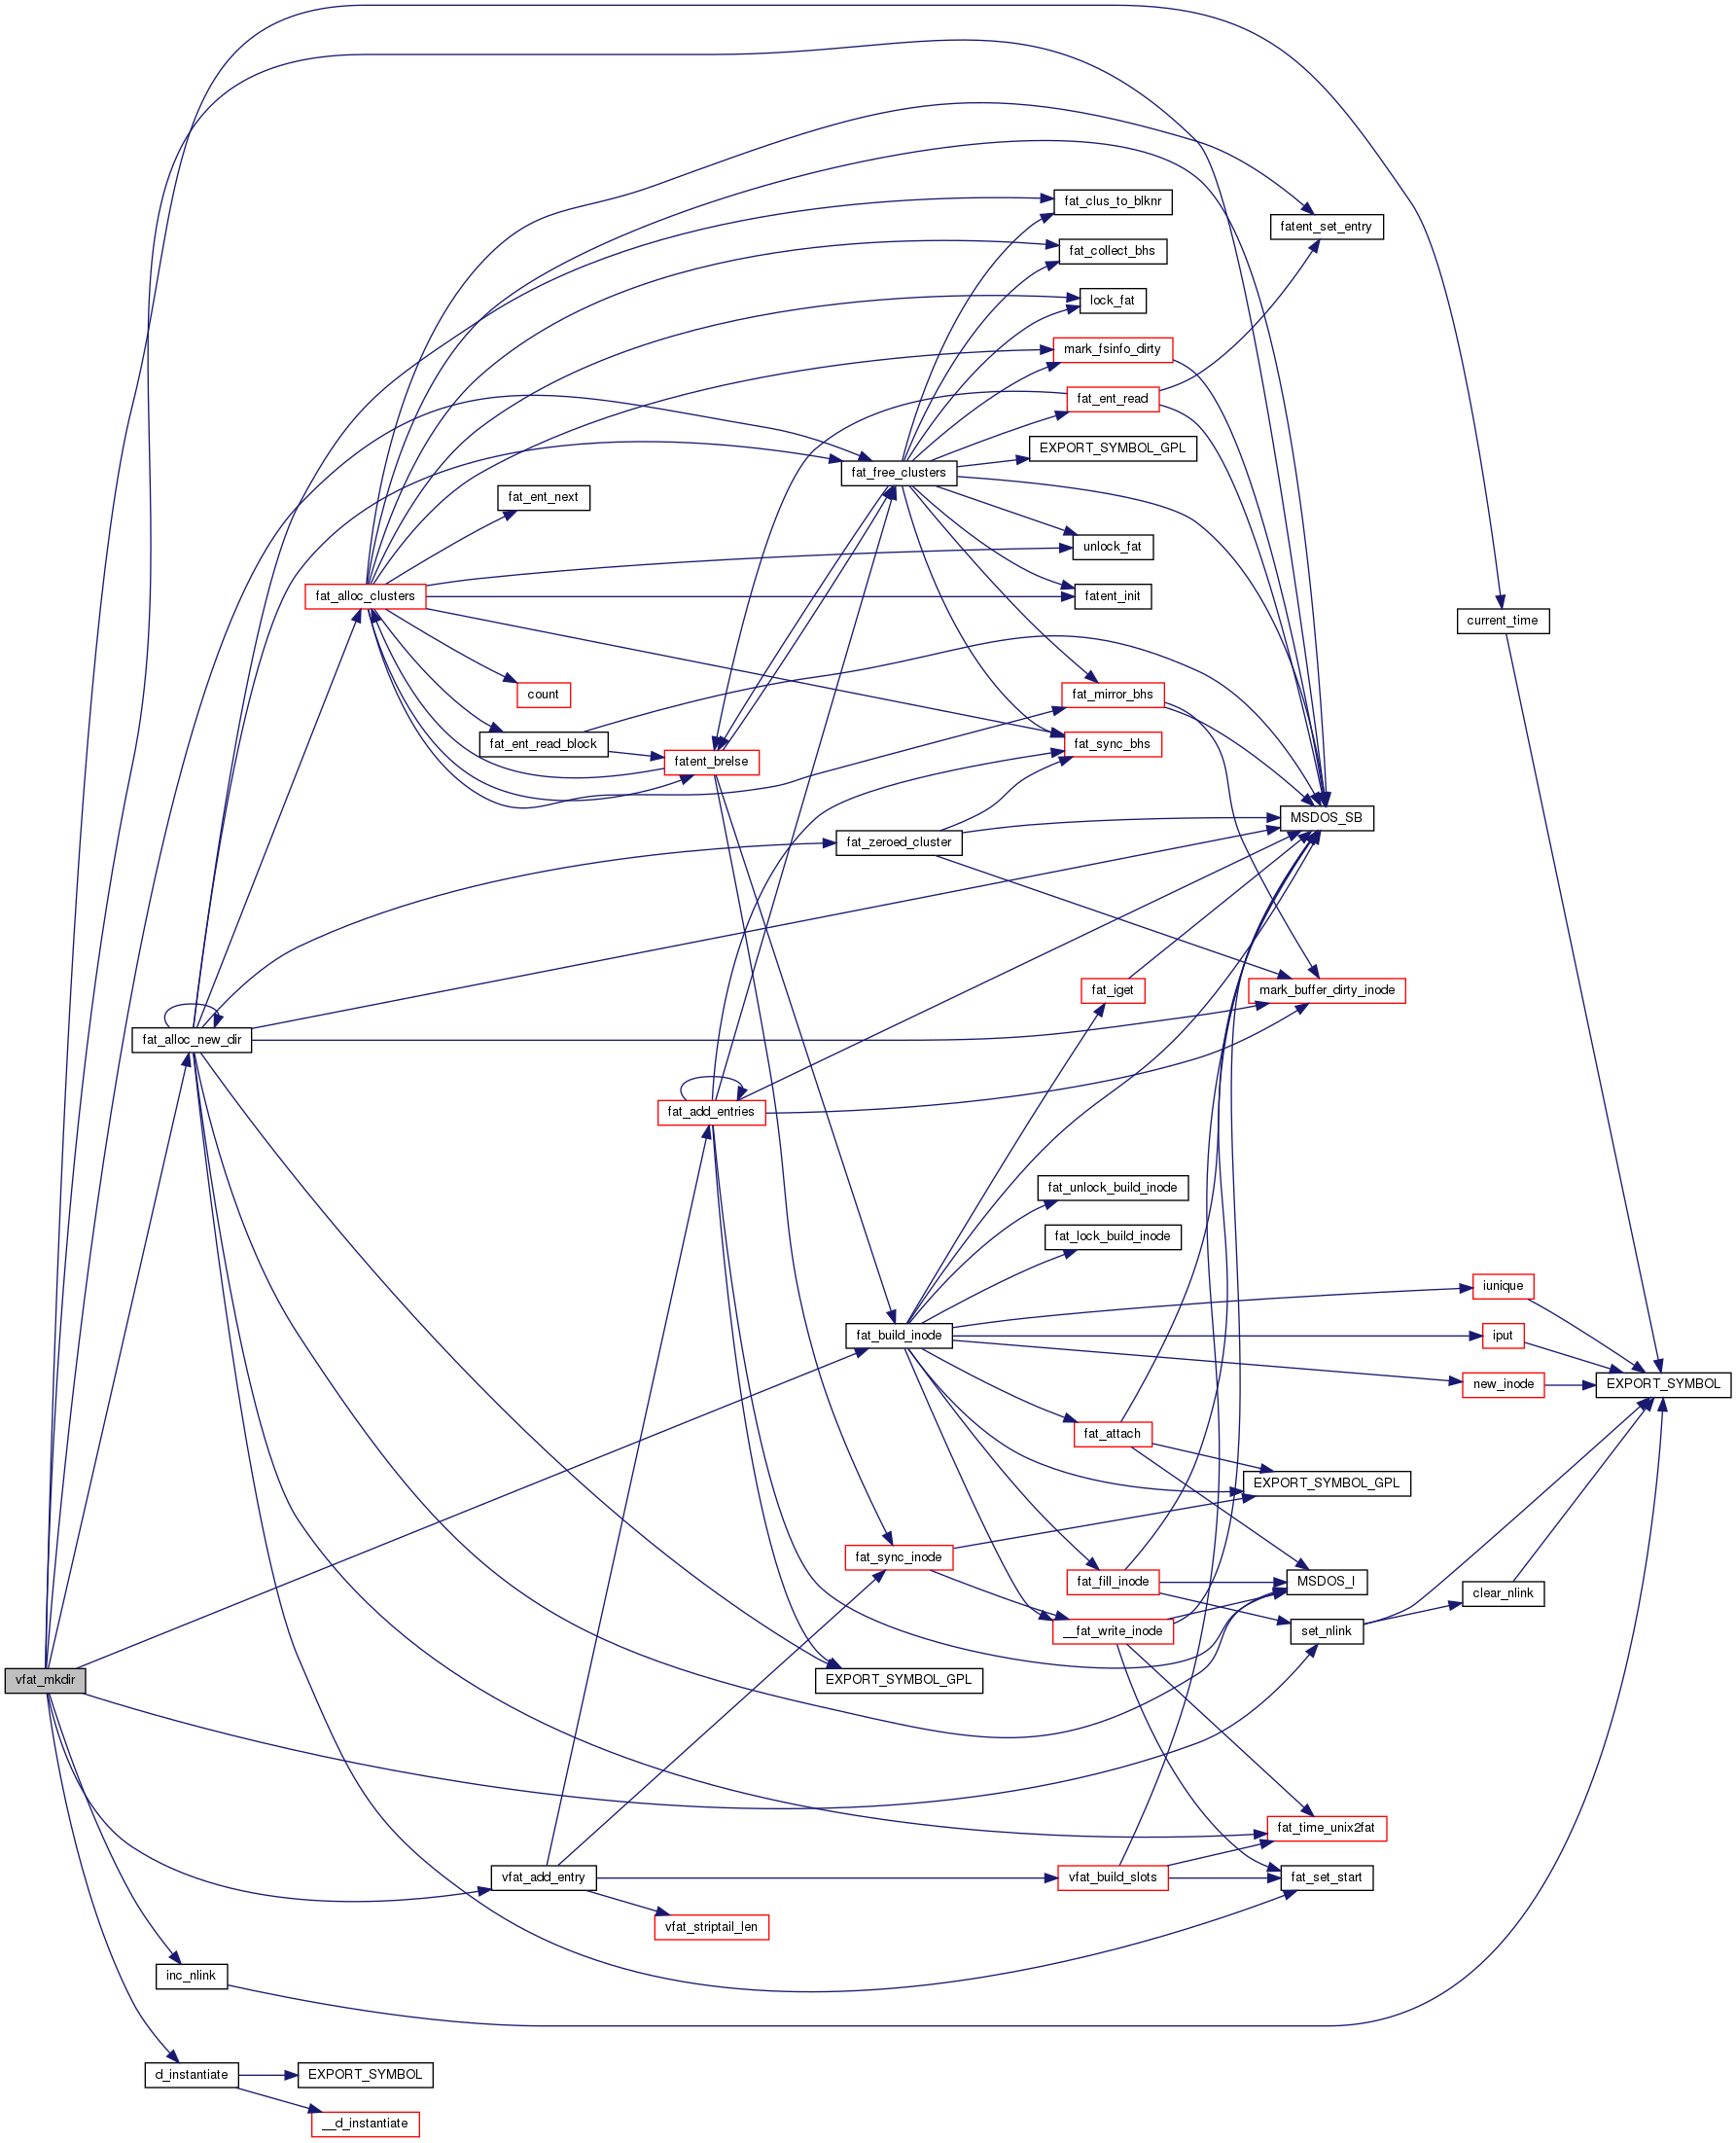 fat_clus_to_blknr
fatent_set_entry
fat_collect_bhs
lock_fat
mark_fsinfo_dirty
fat_ent_read
EXPORT_SYMBOL_GPL
fat_free_clusters
fat_ent_next
unlock_fat
fat_alloc_clusters
fatent_init
current_time
count
fat_mirror_bhs
fat_ent_read_block
fat_sync_bhs
fatent_brelse
MSDOS_SB
fat_zeroed_cluster
fat_iget
mark_buffer_dirty_inode
fat_alloc_new_dir
fat_add_entries
fat_unlock_build_inode
fat_lock_build_inode
iunique
fat_build_inode
iput
new_inode
EXPORT_SYMBOL
fat_attach
EXPORT_SYMBOL_GPL
fat_sync_inode
fat_fill_inode
MSDOS_I
clear_nlink
__fat_write_inode
set_nlink
vfat_mkdir
EXPORT_SYMBOL_GPL
fat_time_unix2fat
vfat_add_entry
vfat_build_slots
fat_set_start
vfat_striptail_len
inc_nlink
d_instantiate
EXPORT_SYMBOL
__d_instantiate